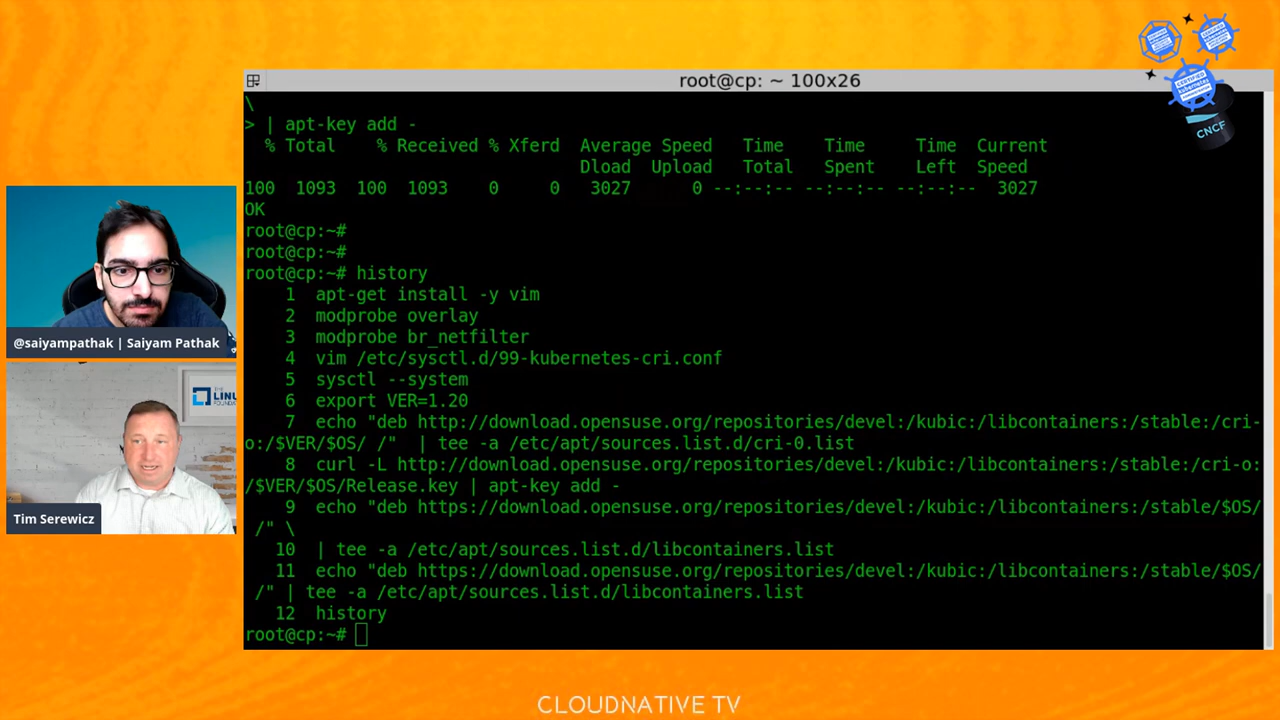 root@cp: ~ 100x26
\
> | apt-key add -
% Total % Received % Xferd Average Speed Time Time Time Current
Dload Upload Total Spent Left Speed
100 1093 100 1093 0 0 3027 0 --:--:-- --:--:-- --:--:-- 3027
OK
root@cp:~#
root@cp:~#
root@cp:~# history
1 apt-get install -y vim
2 modprobe overlay
3 modprobe br_netfilter
4 vim /etc/sysctl.d/99-kubernetes-cri.conf
5 sysctl --system
6 export VER=1.20
7 echo "deb http://download.opensuse.org/repositories/devel:/kubic:/libcontainers:/stable:/cri-
o:/$VER/$OS/ /" | tee -a /etc/apt/sources.list.d/cri-0.list
8 curl -L http://download.opensuse.org/repositories/devel:/kubic:/libcontainers:/stable:/cri-o:
/$VER/$OS/Release.key | apt-key add -
9 echo "deb https://download.opensuse.org/repositories/devel:/kubic:/libcontainers:/stable/$OS/
/" \
10 | tee -a /etc/apt/sources.list.d/libcontainers.list
11 echo "deb https://download.opensuse.org/repositories/devel:/kubic:/libcontainers:/stable/$OS/
/" | tee -a /etc/apt/sources.list.d/libcontainers.list
12 history
root@cp:~#
@saiyampathak | Saiyam Pathak
THE
LINU
FOUNDA
Tim Serewicz
CERTIFIED
kubernetes
CNCF
CLOUDNATIVE TV